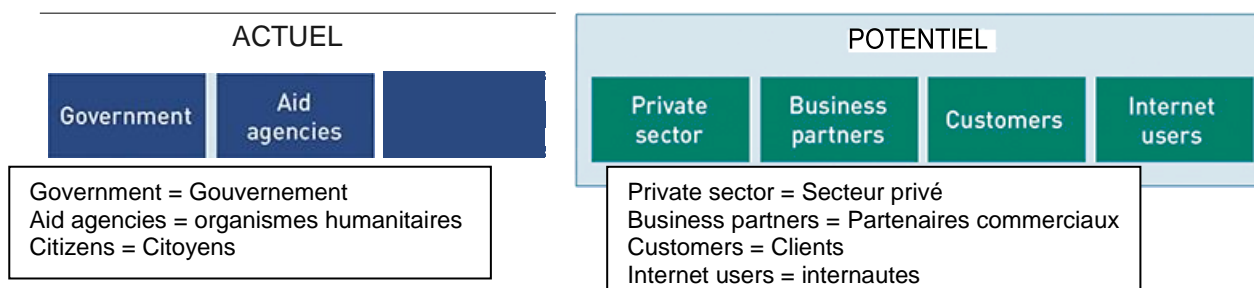 ACTUEL
Government
Aid
agencies
Government = Gouvernement
Aid agencies = organismes humanitaires
Citizens = Citoyens
POTENTIEL
Private
sector
Business
partners
Customers
Internet
users
Private sector = Secteur privé
Business partners = Partenaires commerciaux
Customers = Clients
Internet users = internautes